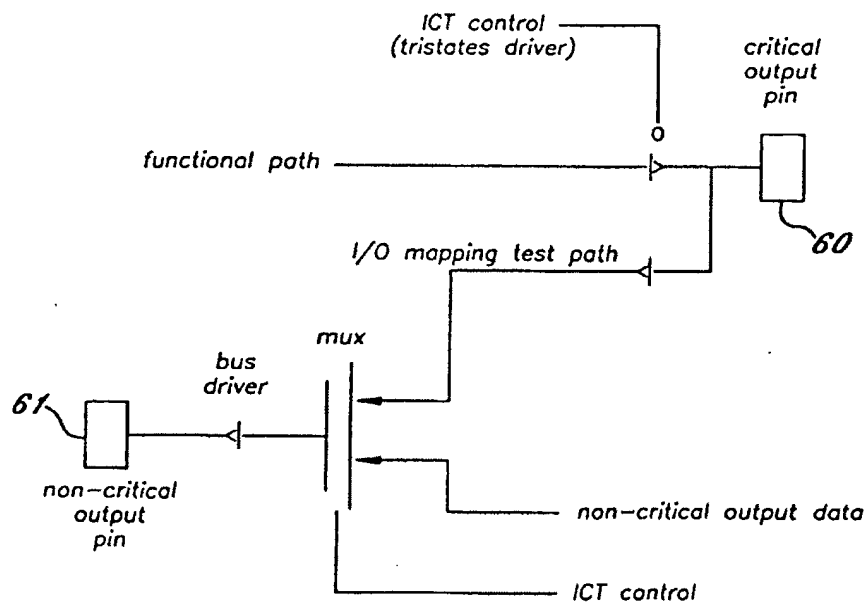 ICT control
(tristates driver)
critical
output
pin
functional path
60
I/O mapping test path
mux
bus
driver
61
non-critical
output
pin
non-critical output data
ICT control